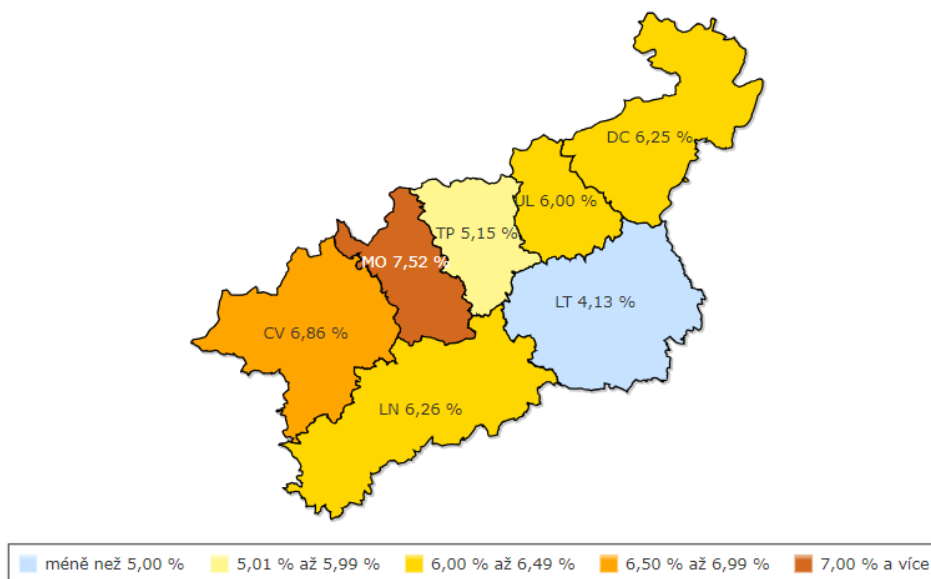 DC 6,25 %
UL 6,00 %
TP 5,15 %
MO 7,52 %
LT 4,13 %
CV 6,86 %
LN 6,26 %
méně než 5,00 %
5,01 % až 5,99 %
6,00 % až 6,49 %
6,50 % až 6,99 %
7,00 % a více